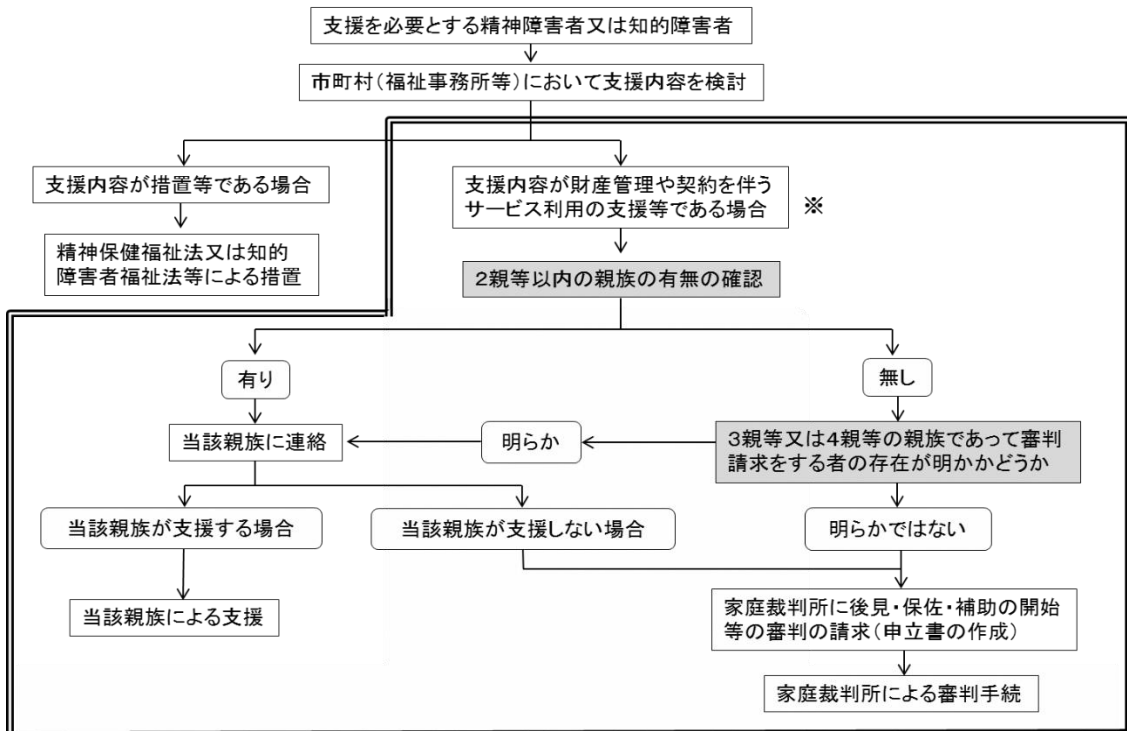 支援を必要とする精神障害者又は知的障害者
市町村(福祉事務所等)において支援内容を検討
支援内容が措置等である場合
支援内容が財産管理や契約を伴う
サービス利用の支援等である場合
※
精神保健福祉法又は知的
障害者福祉法等による措置
2親等以内の親族の有無の確認
有り
無し
当該親族に連絡
明らか
3親等又は4親等の親族であって審判
請求をする者の存在が明かかどうか
当該親族が支援する場合
当該親族が支援しない場合
明らかではない
当該親族による支援
家庭裁判所に後見・保佐・補助の開始
等の審判の請求(申立書の作成)
家庭裁判所による審判手続